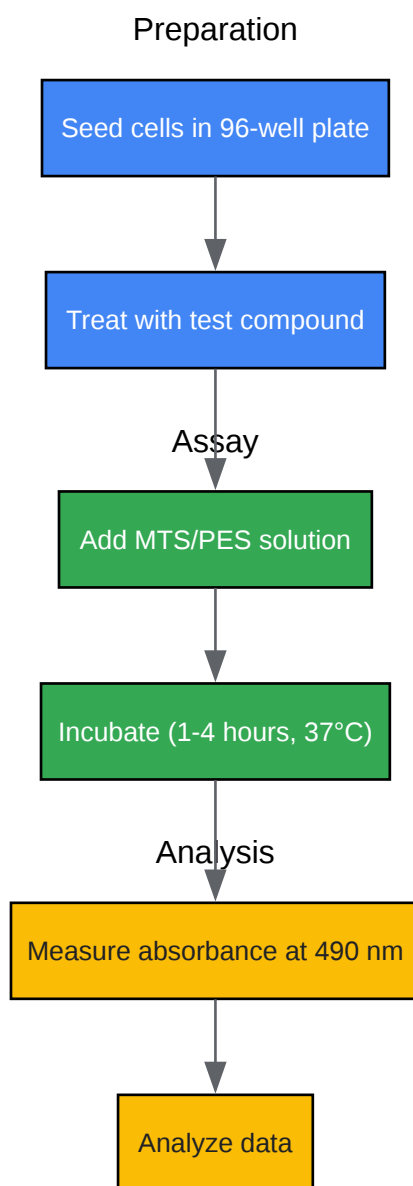 Preparation
Seed cells in 96-well plate
Treat with test compound
Assay
Add MTS/PES solution
Incubate (1-4 hours, 37°C)
Analysis
Measure absorbance at 490 nm
Analyze data